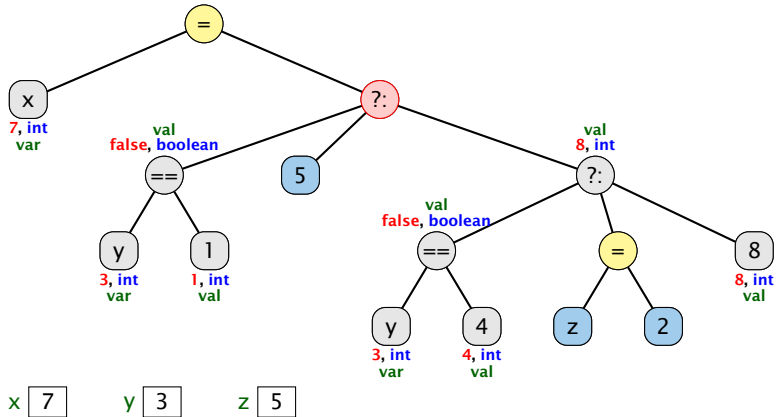 =
x
7, int
var
?:
val
false, boolean
==
5
val
8, int
?:
y
3, int
var
1
1, int
val
val
false, boolean
==
=
8
8, int
val
y
3, int
var
4
4, int
val
z
2
x 7 y 3 z 5